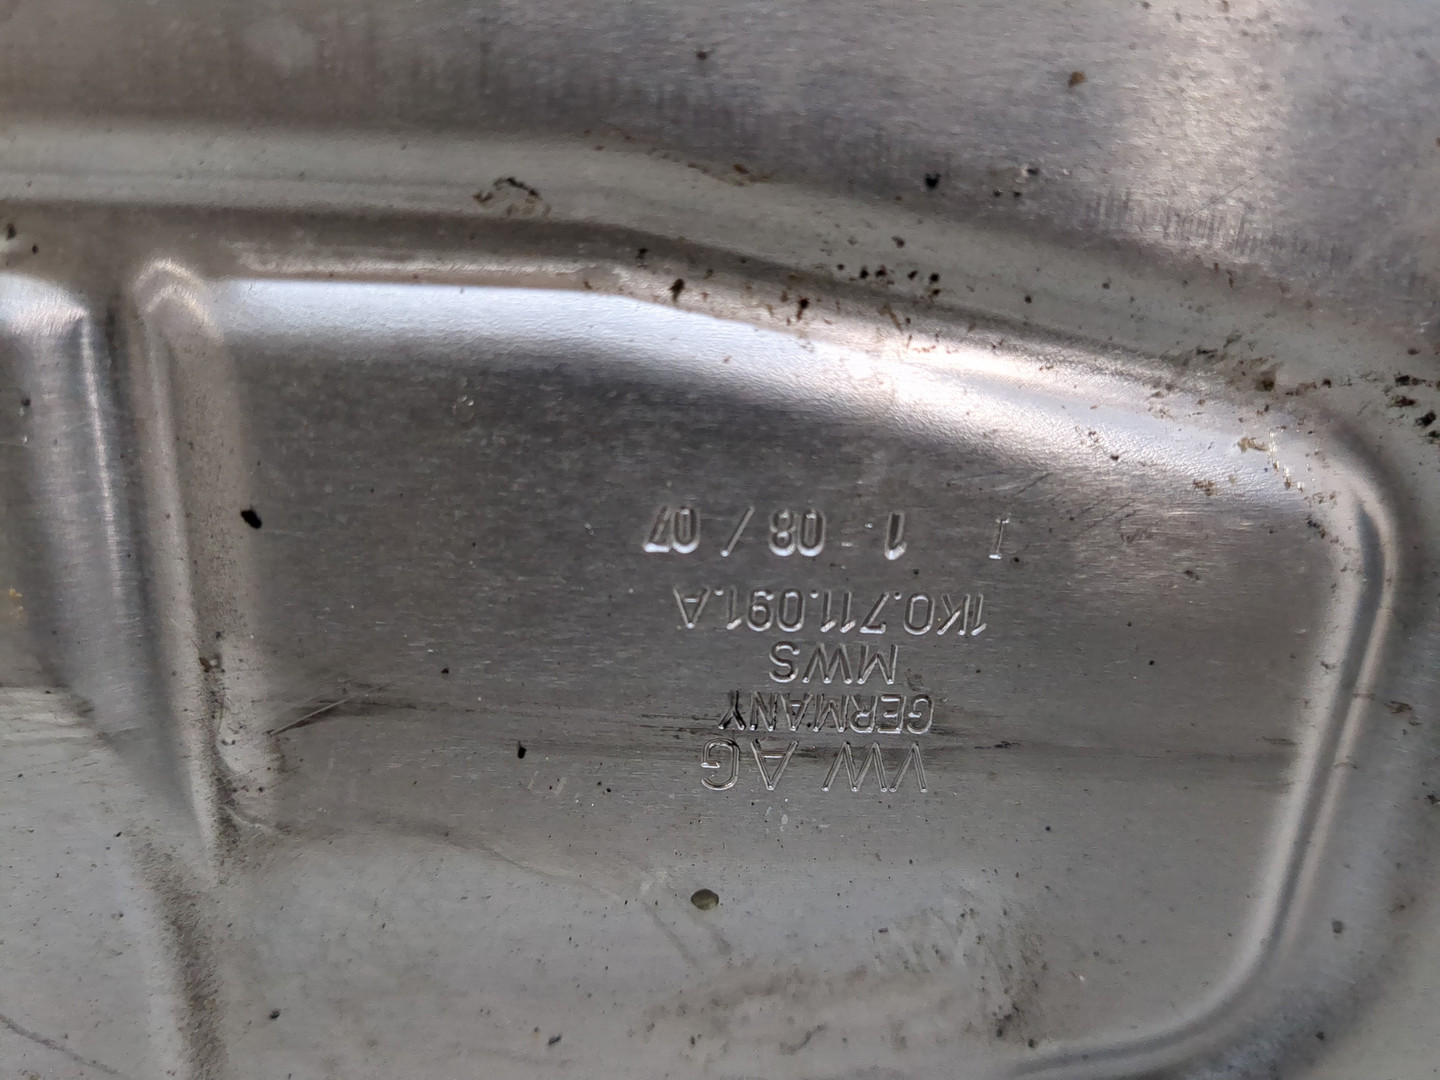 VW AG
GERMANY
MWS
1K0.711.091.A
1 1 08 / 07